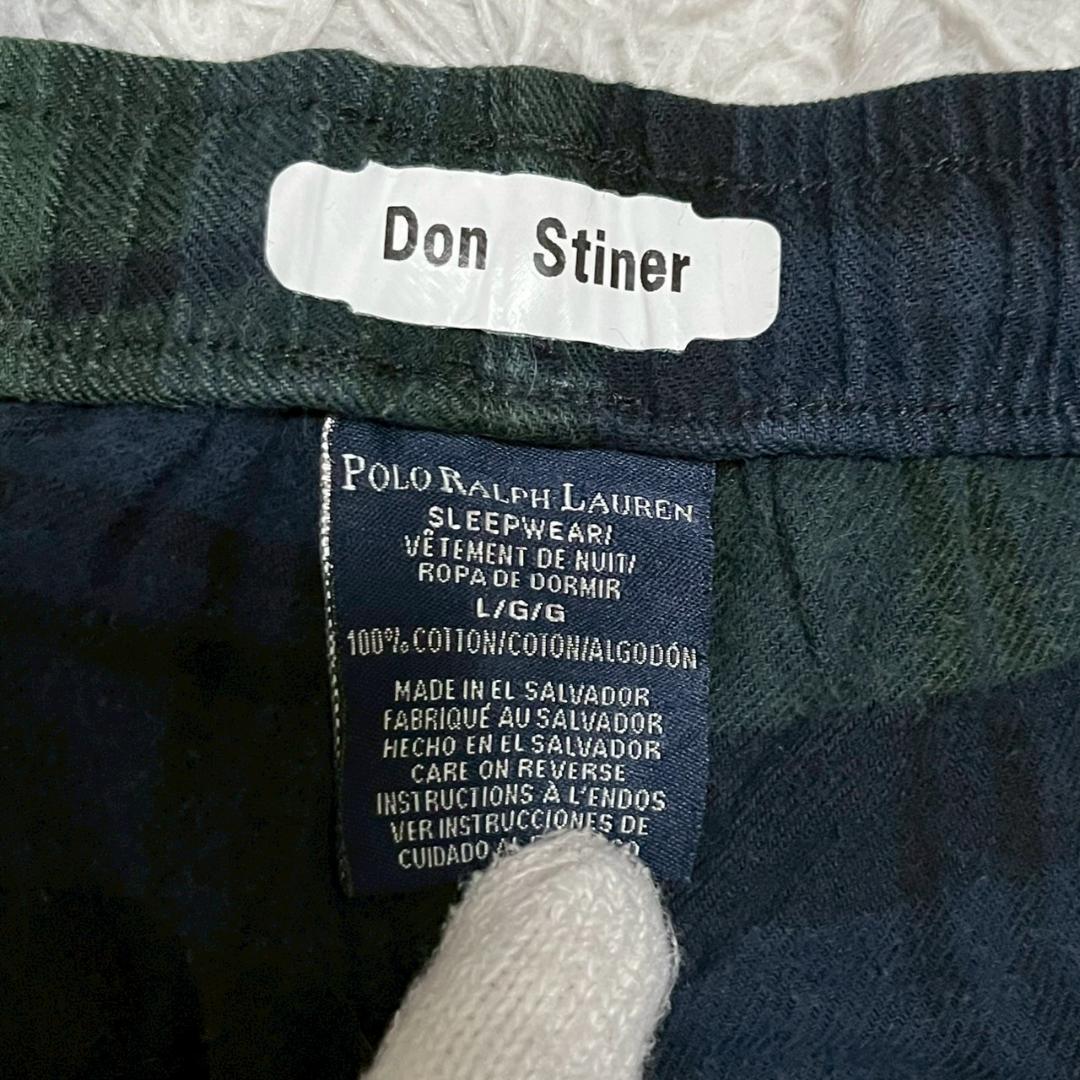 Don Stiner
POLO RALPH LAUREN
SLEEPWEAR/
VÊTEMENT DE NUIT/
ROPA DE DORMIR
L/G/G
100% COTTON/COTON/ALGODÓN
MADE IN EL SALVADOR
FABRIQUÉ AU SALVADOR
HECHO EN EL SALVADOR
CARE ON REVERSE
INSTRUCTIONS À L'ENDOS
VER INSTRUCCIONES DE
CUIDADO